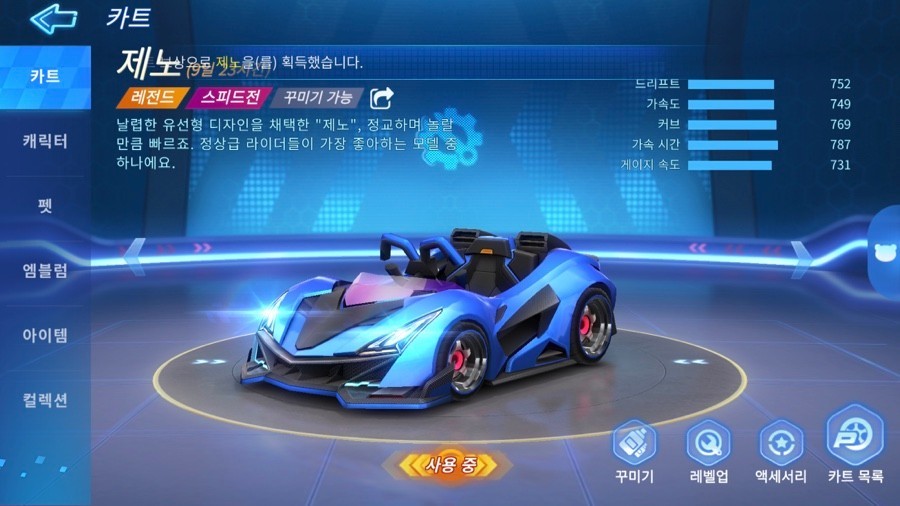 카트
제노
보상으로 제노을(를) 획득했습니다.
(9일 23시간)
레전드 스피드전 꾸미기 가능
날렵한 유선형 디자인을 채택한 "제노", 정교하며 놀랄
만큼 빠르죠. 정상급 라이더들이 가장 좋아하는 모델 중
하나에요.
드리프트 752
가속도 749
커브 769
가속 시간 787
게이지 속도 731
카트
캐릭터
펫
엠블럼
아이템
컬렉션
사용 중
꾸미기
레벨업
액세서리
카트 목록